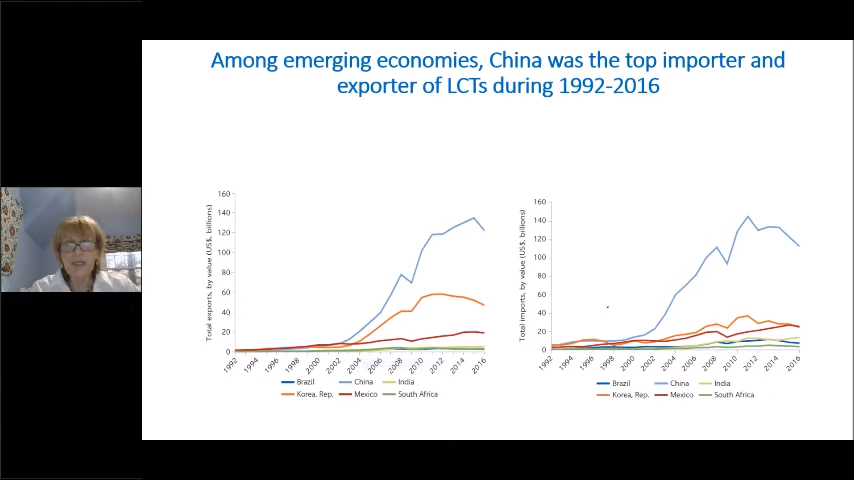 Among emerging economies, China was the top importer and
exporter of LCTs during 1992-2016
Total exports, by value (US$, billions)
160
140
120
100
80
60
40
20
0
1992 1994 1996 1998 2000 2002 2004 2006 2008 2010 2012 2014 2016
Brazil China India
Korea, Rep. Mexico South Africa
Total imports, by value (US$, billions)
160
140
120
100
80
60
40
20
0
1992 1994 1996 1998 2000 2002 2004 2006 2008 2010 2012 2014 2016
Brazil China India
Korea, Rep. Mexico South Africa